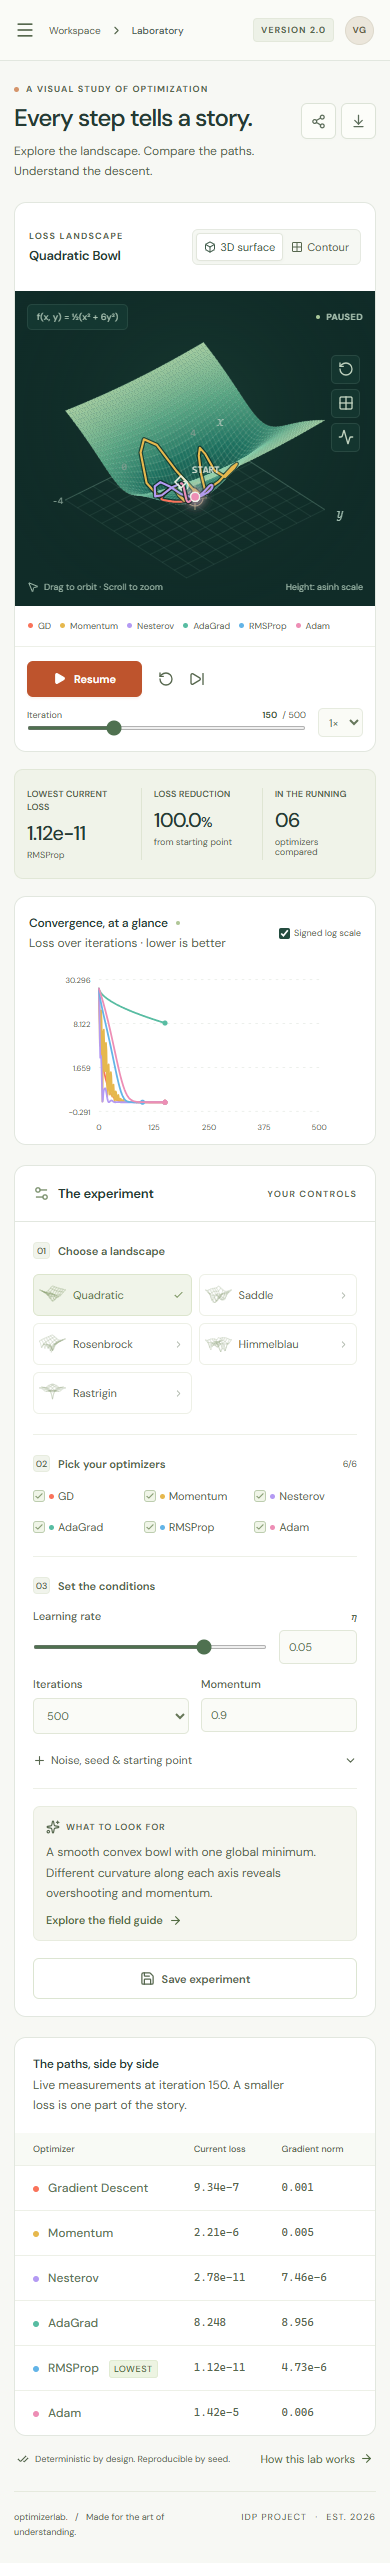 Workspace > Laboratory VERSION 2.0 VG
A VISUAL STUDY OF OPTIMIZATION
Every step tells a story.
Explore the landscape. Compare the paths.
Understand the descent.
LOSS LANDSCAPE
Quadratic Bowl
3D surface Contour
f(x, y) = ½(x² + 6y²) PAUSED
x
START
-4
y
Drag to orbit · Scroll to zoom Height: asinh scale
GD Momentum Nesterov AdaGrad RMSProp Adam
Resume
Iteration 150 / 500 1×
LOWEST CURRENT
LOSS
1.12e-11
RMSProp
LOSS REDUCTION
100.0%
from starting point
IN THE RUNNING
06
optimizers
compared
Convergence, at a glance
Loss over iterations · lower is better
Signed log scale
30.296
8.122
1.659
-0.291
0 125 250 375 500
The experiment YOUR CONTROLS
01 Choose a landscape
Quadratic Saddle
Rosenbrock Himmelblau
Rastrigin
02 Pick your optimizers 6/6
GD Momentum Nesterov
AdaGrad RMSProp Adam
03 Set the conditions
Learning rate η
0.05
Iterations Momentum
500 0.9
Noise, seed & starting point
WHAT TO LOOK FOR
A smooth convex bowl with one global minimum.
Different curvature along each axis reveals
overshooting and momentum.
Explore the field guide →
Save experiment
The paths, side by side
Live measurements at iteration 150. A smaller
loss is one part of the story.
Optimizer Current loss Gradient norm
Gradient Descent 9.34e-7 0.001
Momentum 2.21e-6 0.005
Nesterov 2.78e-11 7.46e-6
AdaGrad 8.248 8.956
RMSProp LOWEST 1.12e-11 4.73e-6
Adam 1.42e-5 0.006
Deterministic by design. Reproducible by seed. How this lab works →
optimizerlab. / Made for the art of
understanding.
IDP PROJECT · EST. 2026